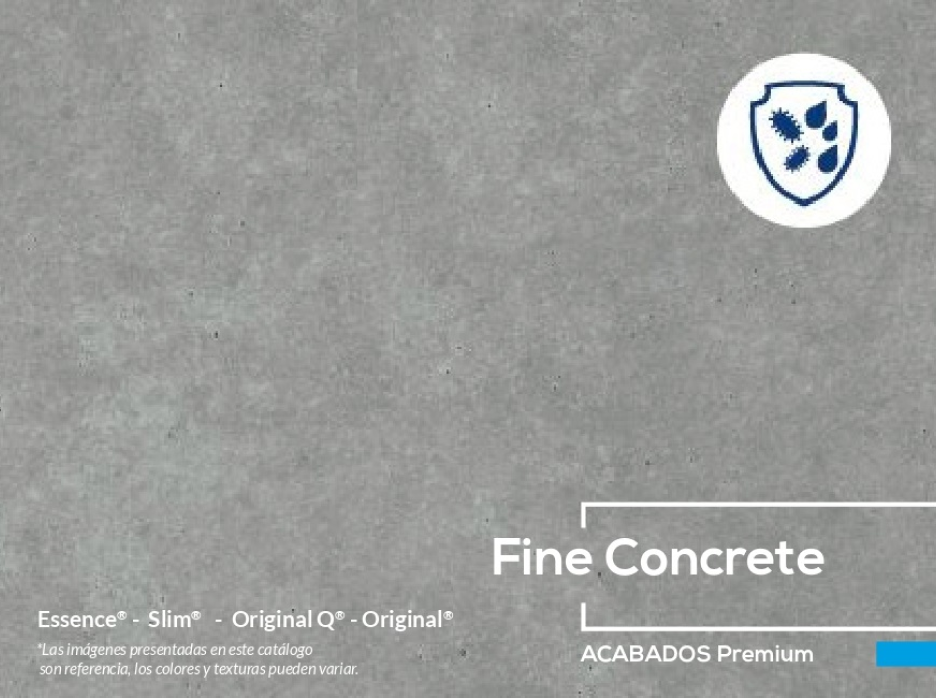 Fine Concrete
Essence® - Slim® - Original Q® - Original®
*Las imágenes presentadas en este catálogo
son referencia, los colores y texturas pueden variar.
ACABADOS Premium